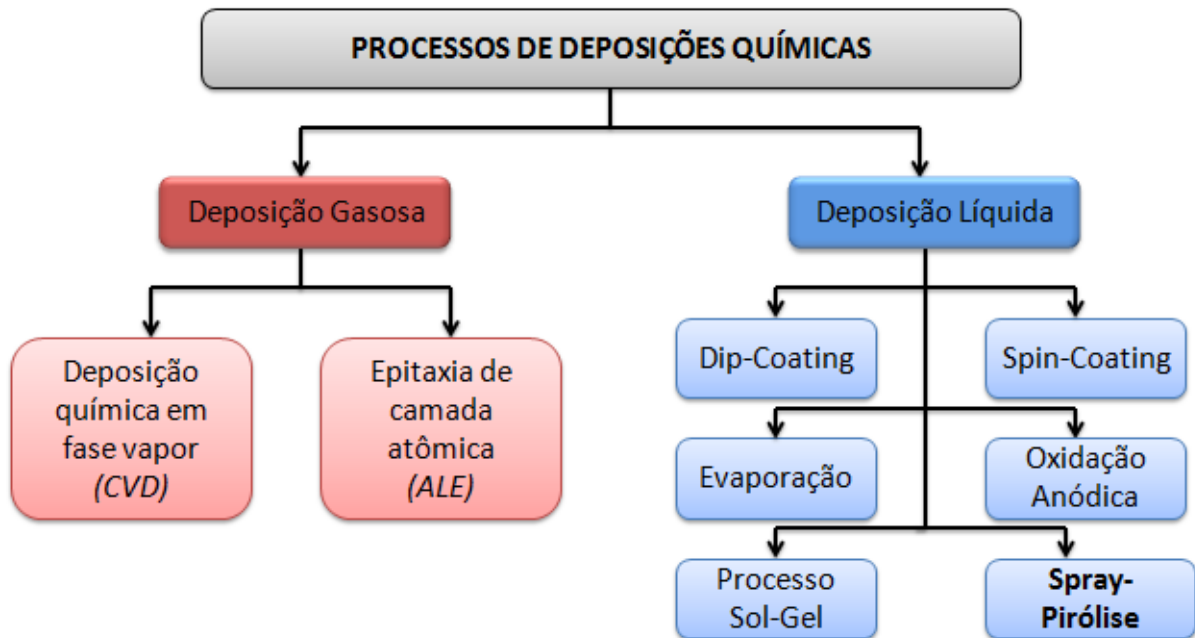 PROCESSOS DE DEPOSIÇÕES QUÍMICAS
Deposição Gasosa
Deposição Líquida
Deposição
química em
fase vapor
(CVD)
Epitaxia de
camada
atômica
(ALE)
Dip-Coating
Spin-Coating
Evaporação
Oxidação
Anódica
Processo
Sol-Gel
Spray-
Pirólise